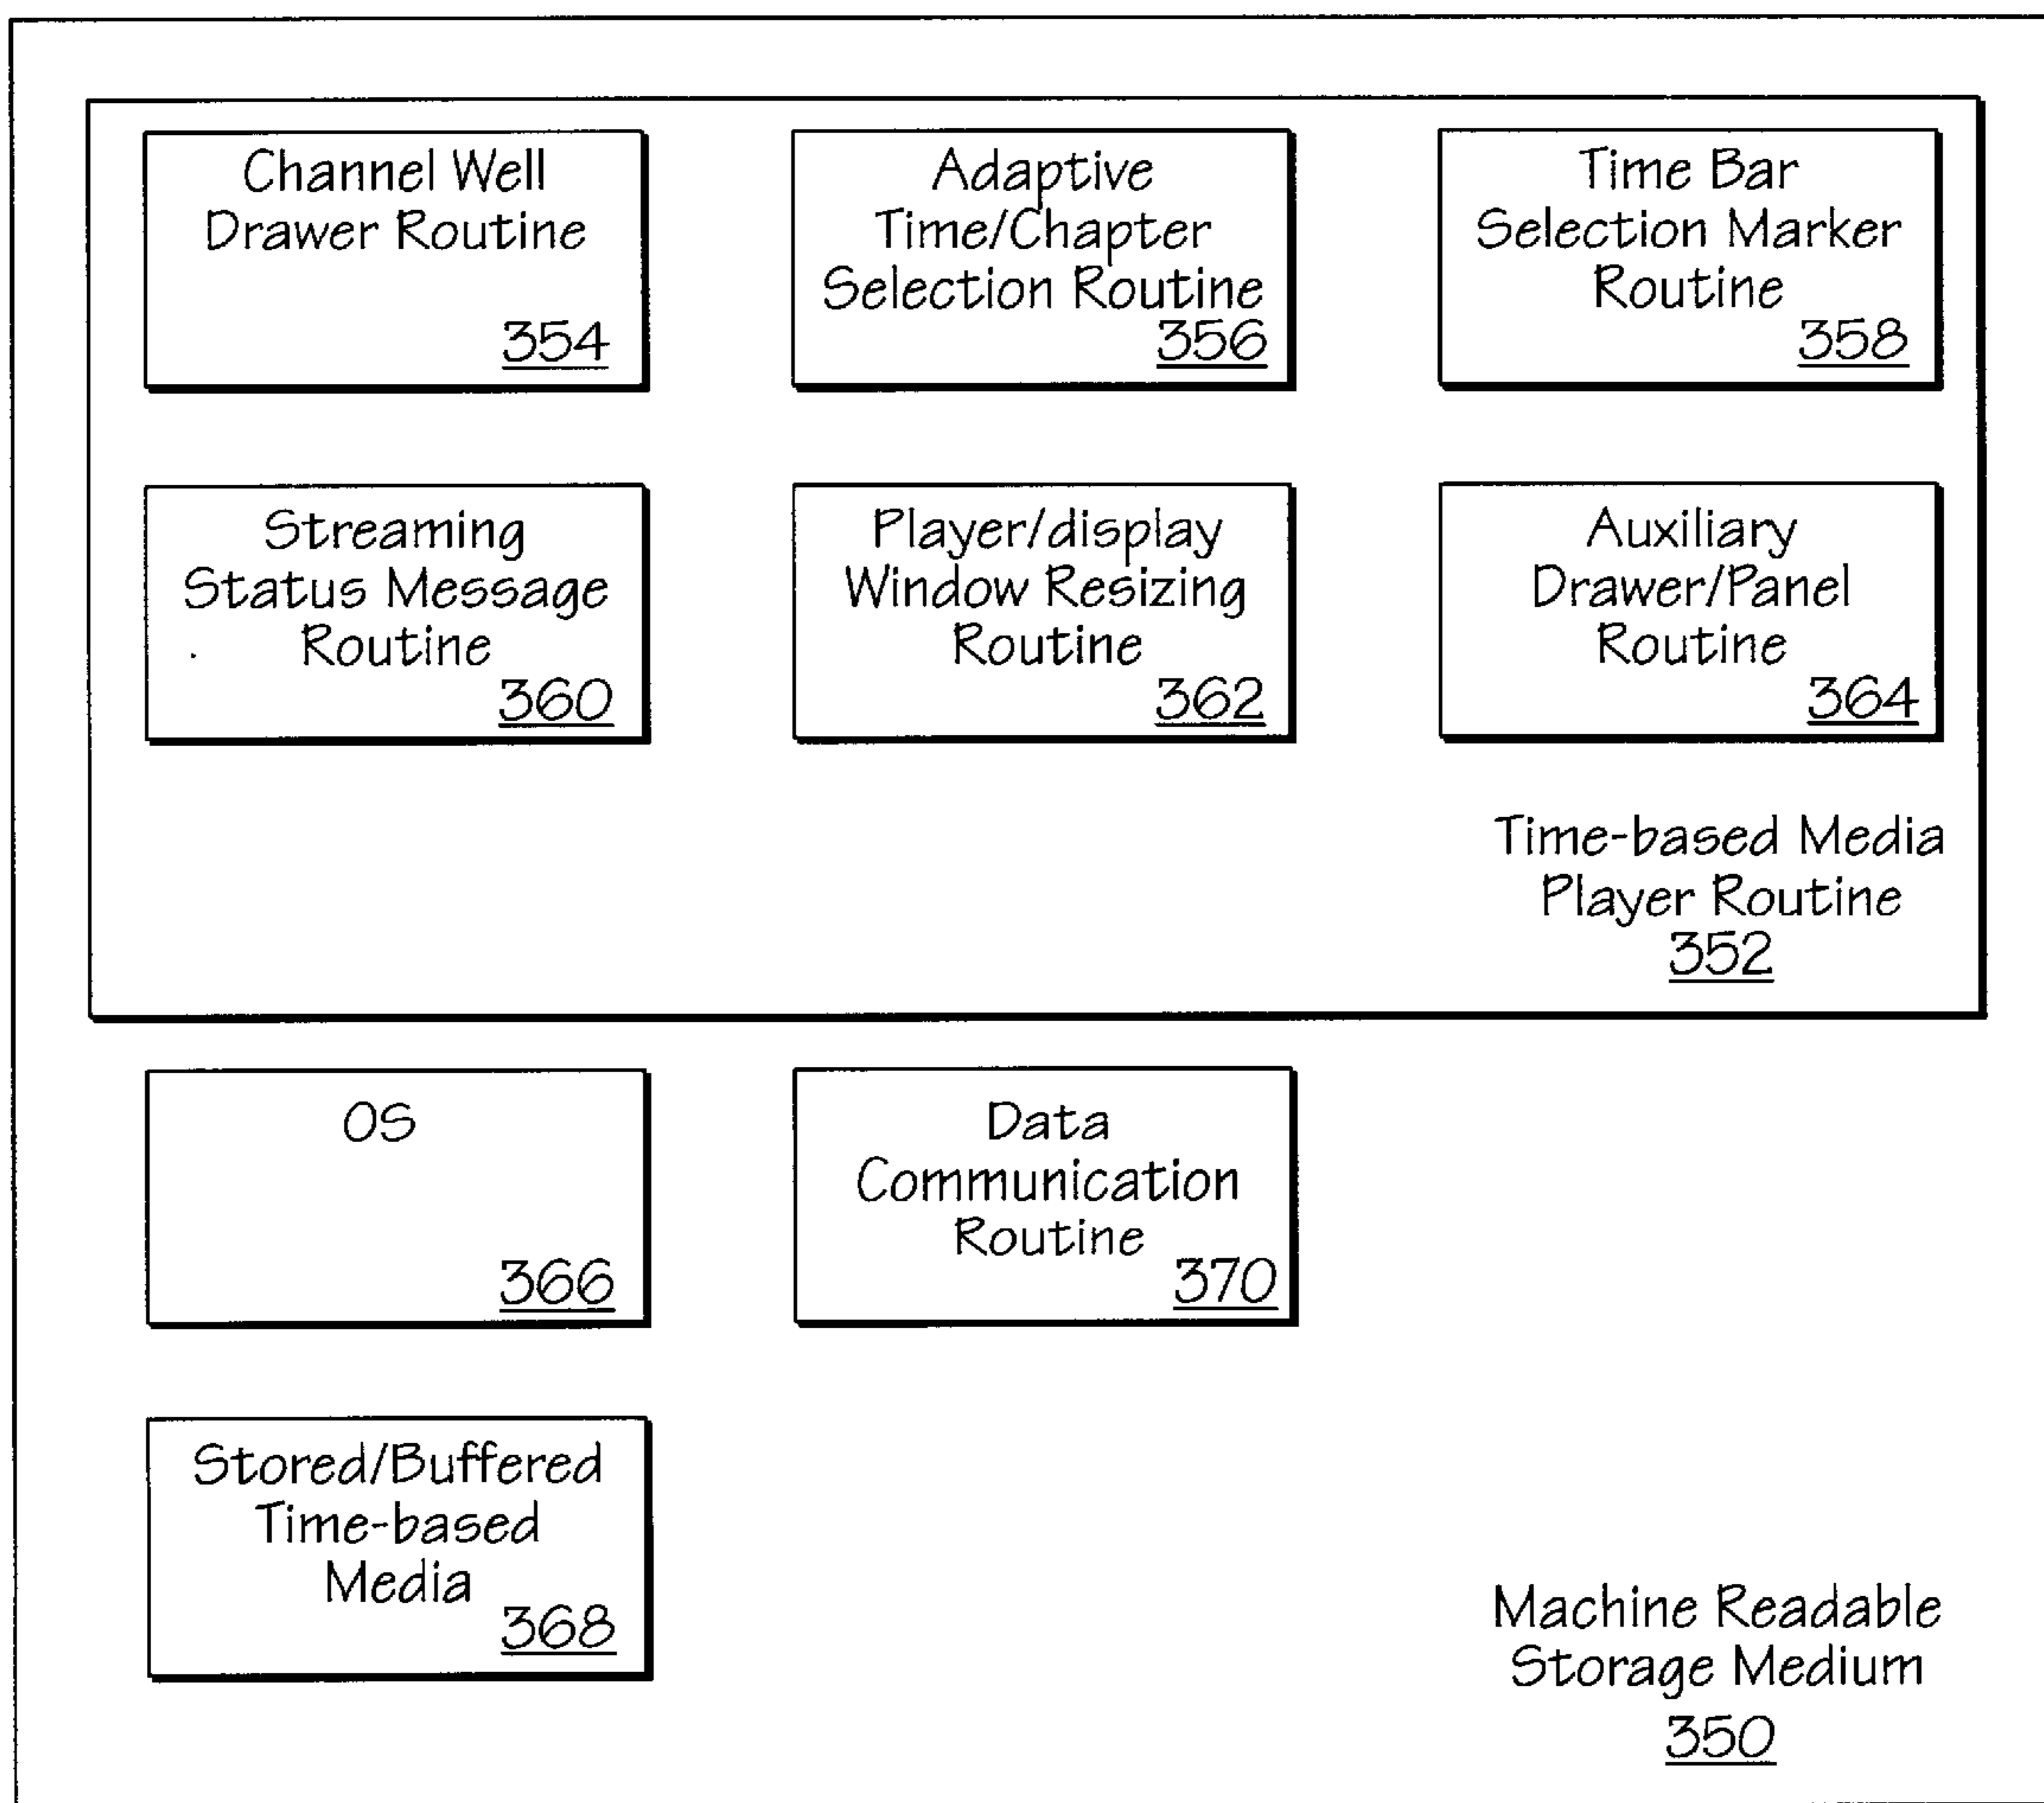 Channel Well
Drawer Routine
354
Adaptive
Time/Chapter
Selection Routine
356
Time Bar
Selection Marker
Routine
358
Streaming
Status Message
Routine
360
Player/display
Window Resizing
Routine
362
Auxiliary
Drawer/Panel
Routine
364
Time-based Media
Player Routine
352
OS
366
Data
Communication
Routine
370
Stored/Buffered
Time-based
Media
368
Machine Readable
Storage Medium
350